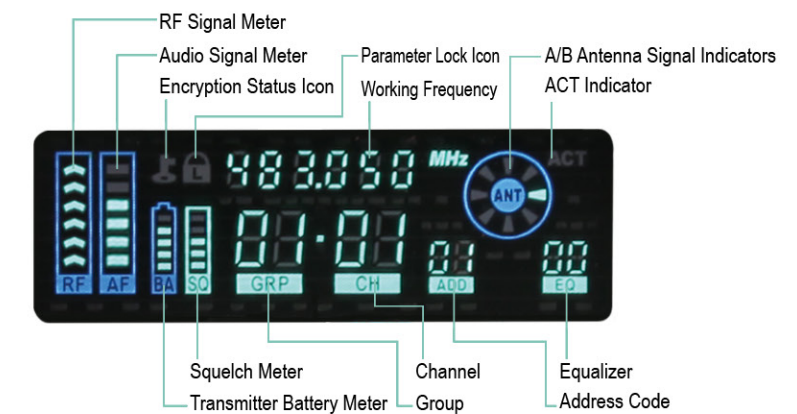 RF Signal Meter
Audio Signal Meter
Encryption Status Icon
Parameter Lock Icon
Working Frequency
A/B Antenna Signal Indicators
ACT Indicator
L
483.050 MHz
ANT
ACT
01.01
01
00
RF
AF
BA
SQ
GRP
CH
ADD
EQ
Squelch Meter
Transmitter Battery Meter
Channel
Group
Equalizer
Address Code